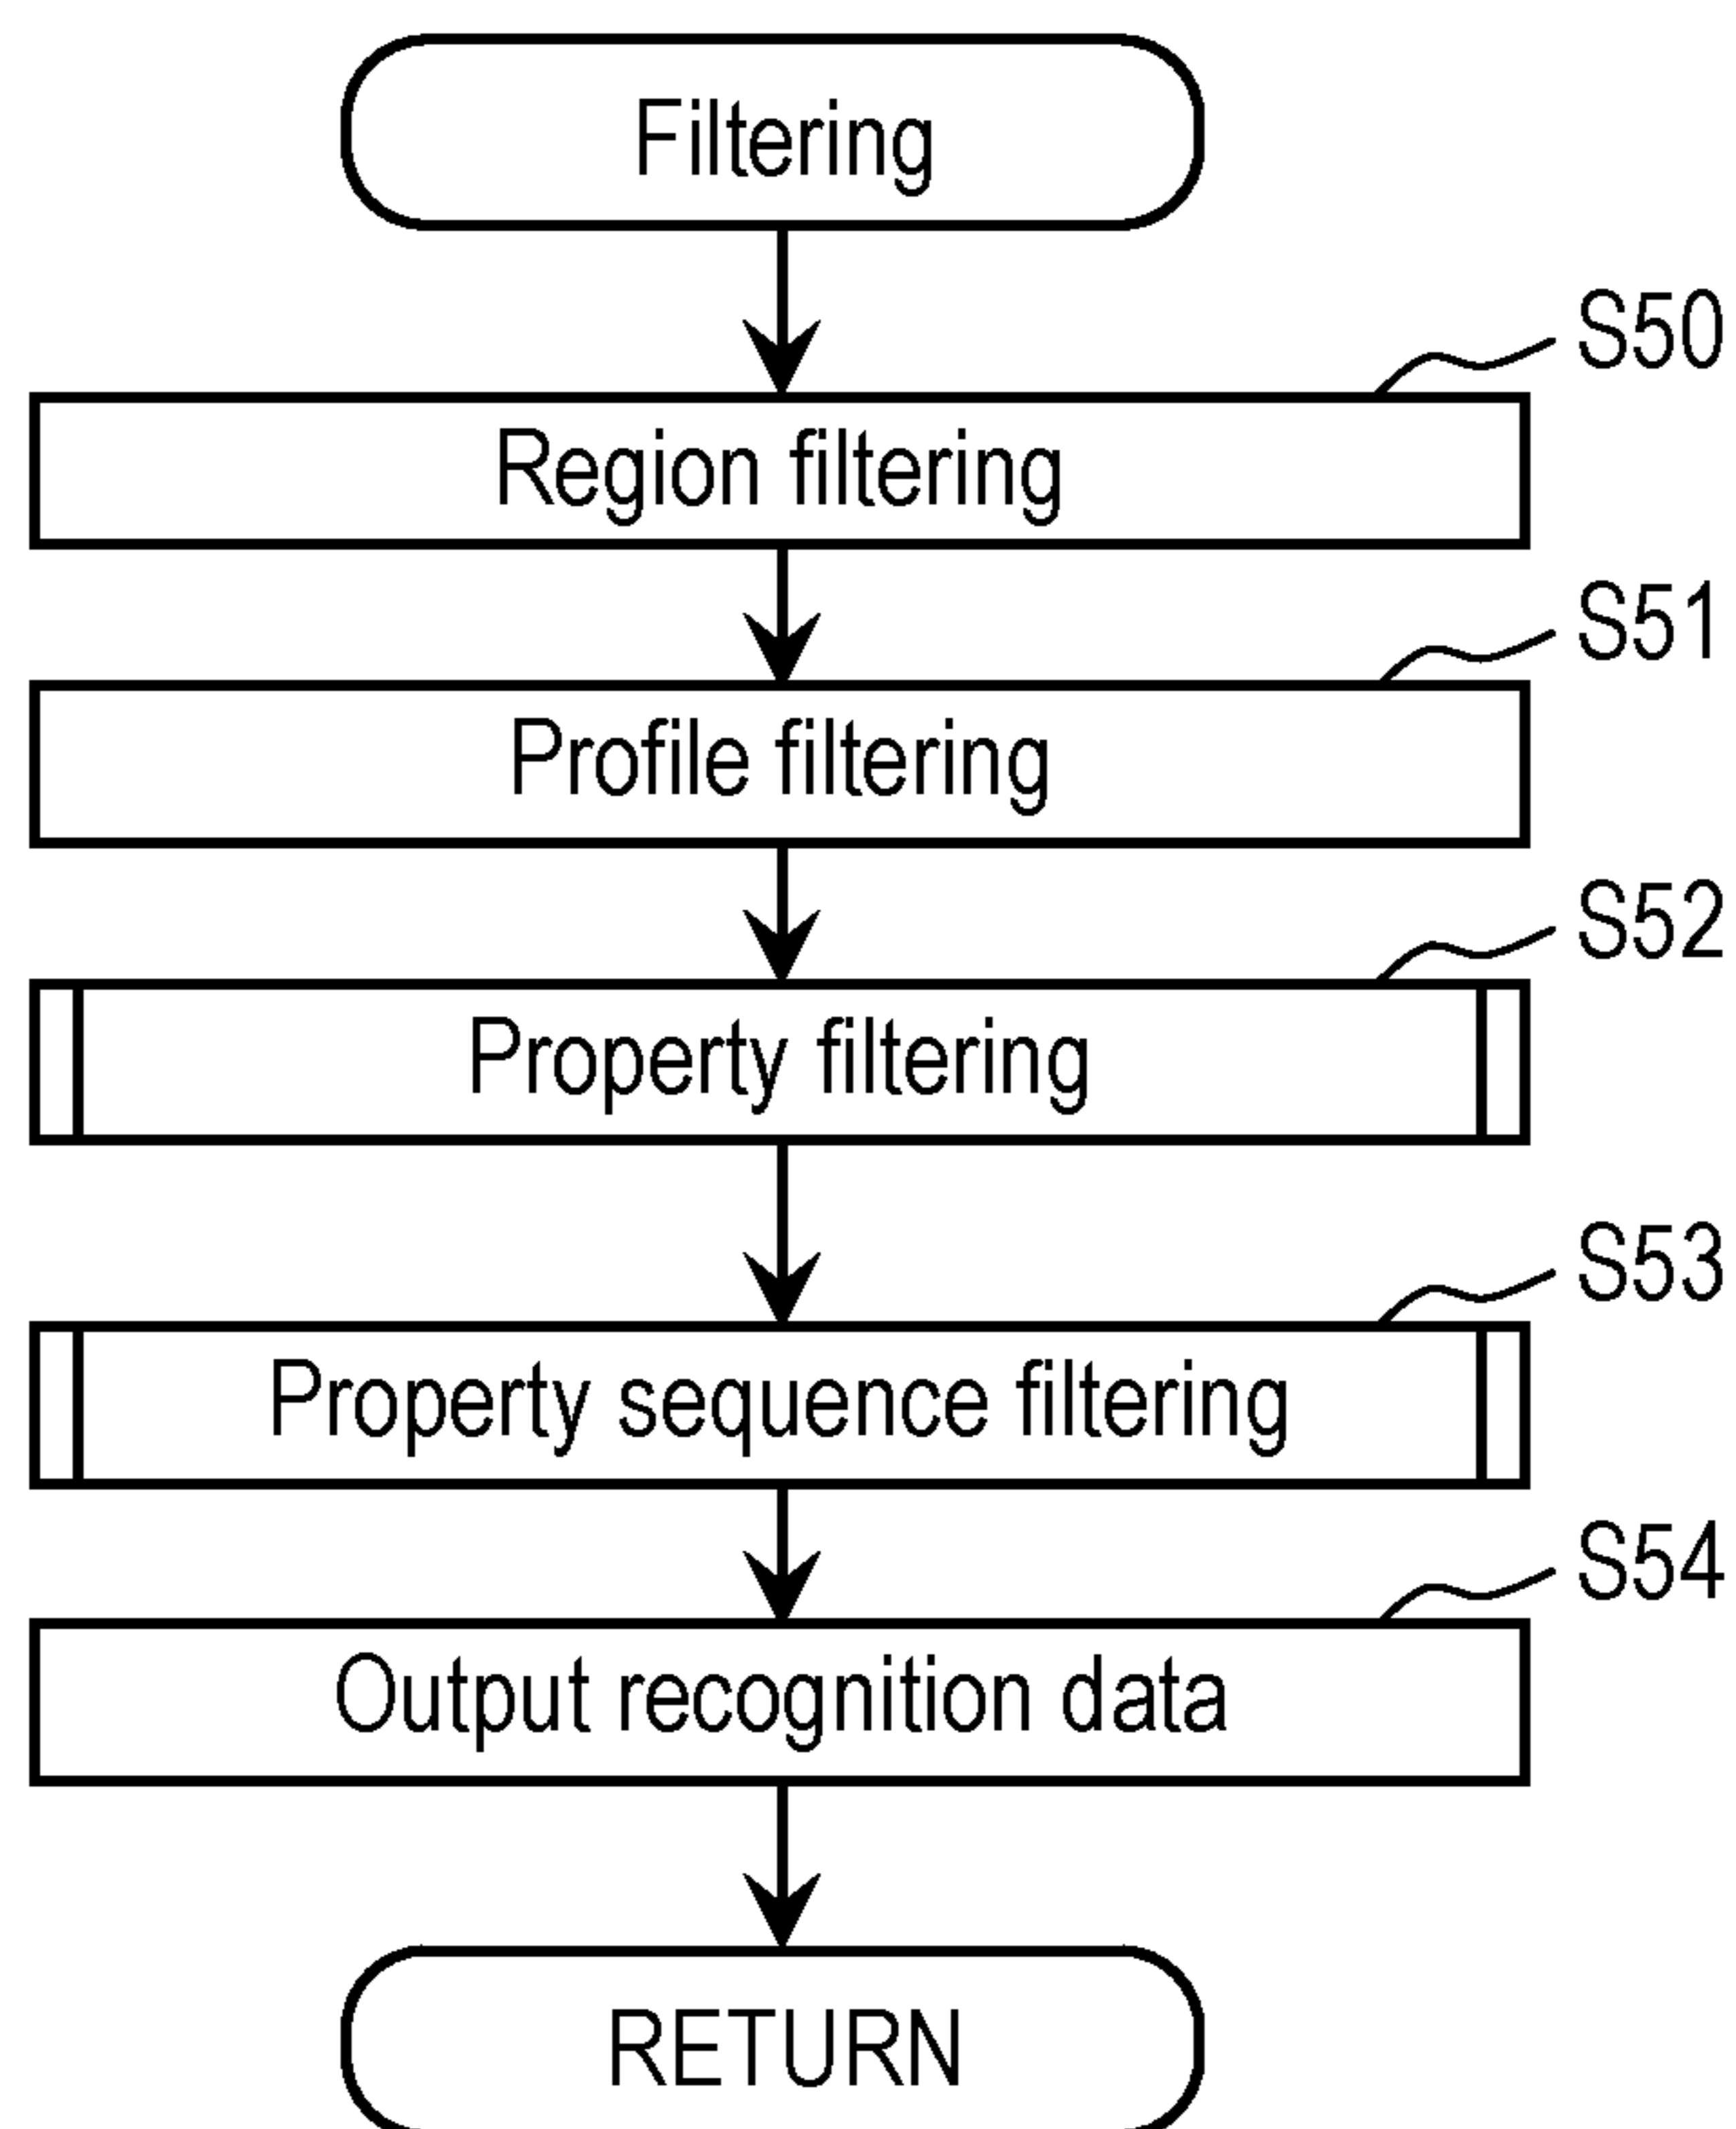 Filtering
S50
Region filtering
S51
Profile filtering
S52
Property filtering
S53
Property sequence filtering
S54
Output recognition data
RETURN